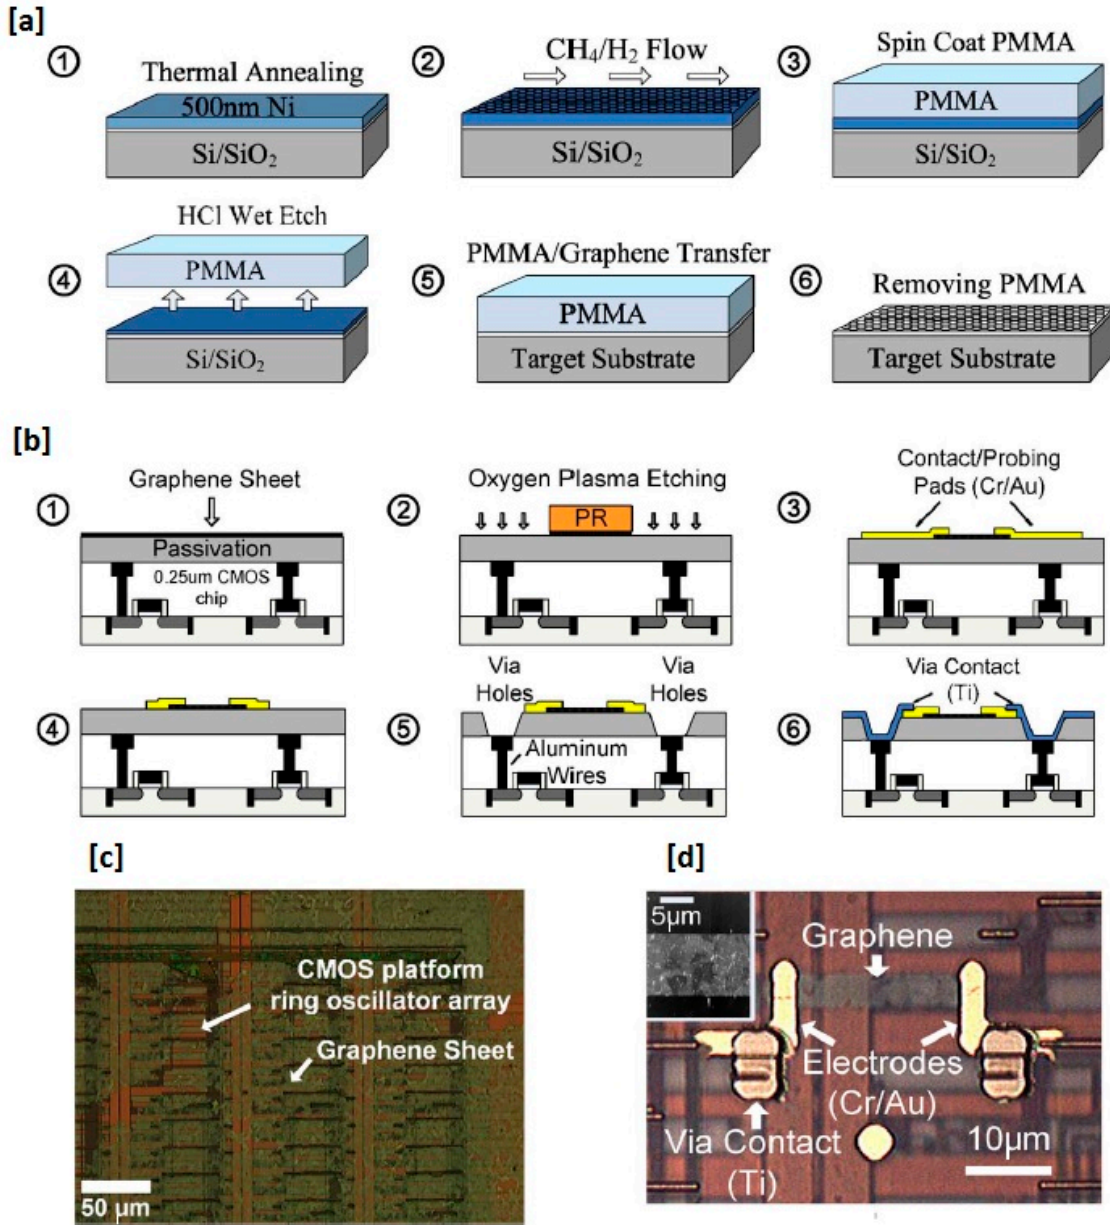 [a]
①
Thermal Annealing
500nm Ni
Si/SiO₂
②
CH₄/H₂ Flow
Si/SiO₂
③
Spin Coat PMMA
PMMA
Si/SiO₂
④
HCl Wet Etch
PMMA
Si/SiO₂
⑤
PMMA/Graphene Transfer
PMMA
Target Substrate
⑥
Removing PMMA
Target Substrate
[b]
①
Graphene Sheet
Passivation
0.25um CMOS
chip
②
Oxygen Plasma Etching
PR
③
Contact/Probing
Pads (Cr/Au)
④
⑤
Via
Holes
Via
Holes
Aluminum
Wires
⑥
Via Contact
(Ti)
[c]
CMOS platform
ring oscillator array
Graphene Sheet
50 µm
[d]
5µm
Graphene
Electrodes
(Cr/Au)
Via Contact
(Ti)
10µm